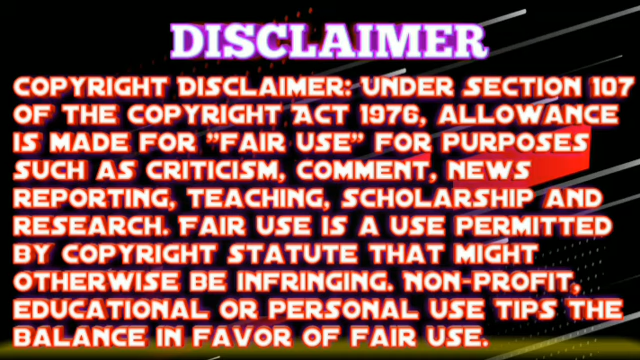 DISCLAIMER
COPYRIGHT DISCLAIMER: UNDER SECTION 107
OF THE COPYRIGHT ACT 1976, ALLOWANCE
IS MADE FOR "FAIR USE" FOR PURPOSES
SUCH AS CRITICISM, COMMENT, NEWS
REPORTING, TEACHING, SCHOLARSHIP AND
RESEARCH. FAIR USE IS A USE PERMITTED
BY COPYRIGHT STATUTE THAT MIGHT
OTHERWISE BE INFRINGING. NON-PROFIT,
EDUCATIONAL OR PERSONAL USE TIPS THE
BALANCE IN FAVOR OF FAIR USE.